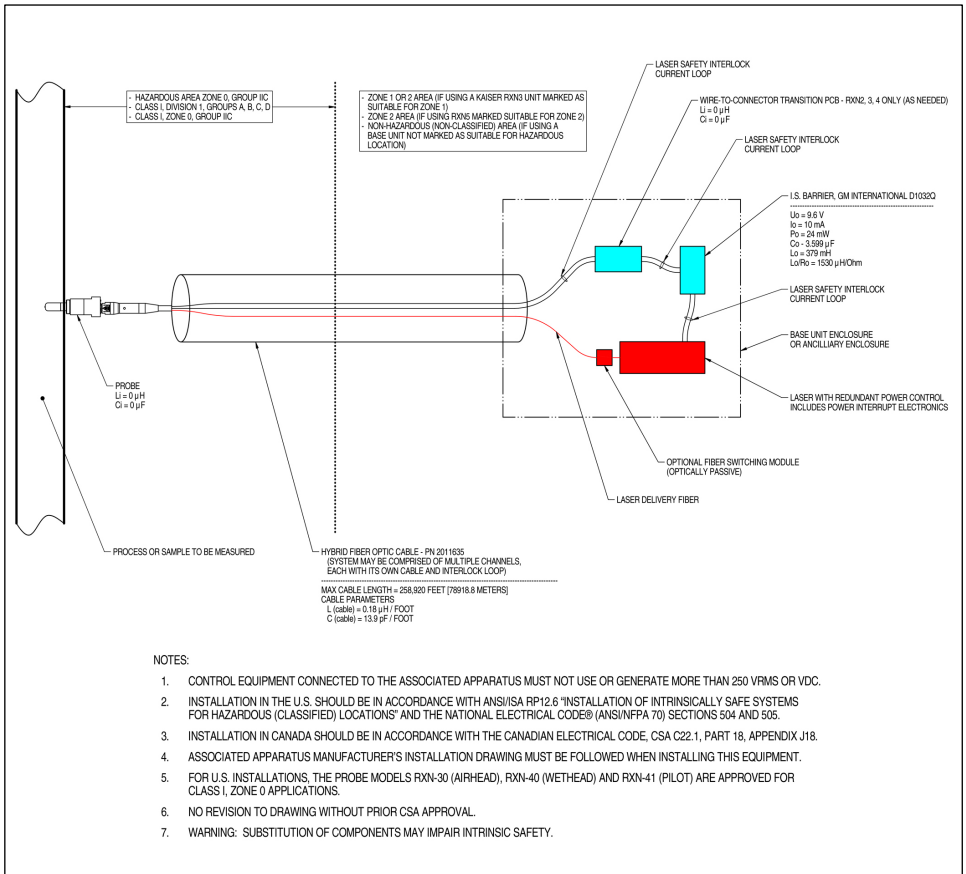 - HAZARDOUS AREA ZONE 0, GROUP IIC
- CLASS I, DIVISION 1, GROUPS A, B, C, D
- CLASS I, ZONE 0, GROUP IIC
- ZONE 1 OR 2 AREA (IF USING A KAISER RXN3 UNIT MARKED AS
SUITABLE FOR ZONE 1)
- ZONE 2 AREA (IF USING RXN5 MARKED SUITABLE FOR ZONE 2)
- NON-HAZARDOUS (NON-CLASSIFIED) AREA (IF USING A
BASE UNIT NOT MARKED AS SUITABLE FOR HAZARDOUS
LOCATION)
LASER SAFETY INTERLOCK
CURRENT LOOP
WIRE-TO-CONNECTOR TRANSITION PCB - RXN2, 3, 4 ONLY (AS NEEDED)
Li = 0 µH
Ci = 0 µF
LASER SAFETY INTERLOCK
CURRENT LOOP
I.S. BARRIER, GM INTERNATIONAL D1032Q
Uo = 9.6 V
Io = 10 mA
Po = 24 mW
Co - 3.599 µF
Lo = 379 mH
Lo/Ro = 1530 µH/Ohm
LASER SAFETY INTERLOCK
CURRENT LOOP
BASE UNIT ENCLOSURE
OR ANCILLIARY ENCLOSURE
PROBE
Li = 0 µH
Ci = 0 µF
LASER WITH REDUNDANT POWER CONTROL
INCLUDES POWER INTERRUPT ELECTRONICS
OPTIONAL FIBER SWITCHING MODULE
(OPTICALLY PASSIVE)
LASER DELIVERY FIBER
PROCESS OR SAMPLE TO BE MEASURED
HYBRID FIBER OPTIC CABLE - PN 2011635
(SYSTEM MAY BE COMPRISED OF MULTIPLE CHANNELS,
EACH WITH ITS OWN CABLE AND INTERLOCK LOOP)
MAX CABLE LENGTH = 258,920 FEET [78918.8 METERS]
CABLE PARAMETERS
L (cable) = 0.18 µH / FOOT
C (cable) = 13.9 pF / FOOT
NOTES:
1. CONTROL EQUIPMENT CONNECTED TO THE ASSOCIATED APPARATUS MUST NOT USE OR GENERATE MORE THAN 250 VRMS OR VDC.
2. INSTALLATION IN THE U.S. SHOULD BE IN ACCORDANCE WITH ANSI/ISA RP12.6 "INSTALLATION OF INTRINSICALLY SAFE SYSTEMS
FOR HAZARDOUS (CLASSIFIED) LOCATIONS" AND THE NATIONAL ELECTRICAL CODE® (ANSI/NFPA 70) SECTIONS 504 AND 505.
3. INSTALLATION IN CANADA SHOULD BE IN ACCORDANCE WITH THE CANADIAN ELECTRICAL CODE, CSA C22.1, PART 18, APPENDIX J18.
4. ASSOCIATED APPARATUS MANUFACTURER'S INSTALLATION DRAWING MUST BE FOLLOWED WHEN INSTALLING THIS EQUIPMENT.
5. FOR U.S. INSTALLATIONS, THE PROBE MODELS RXN-30 (AIRHEAD), RXN-40 (WETHEAD) AND RXN-41 (PILOT) ARE APPROVED FOR
CLASS I, ZONE 0 APPLICATIONS.
6. NO REVISION TO DRAWING WITHOUT PRIOR CSA APPROVAL.
7. WARNING: SUBSTITUTION OF COMPONENTS MAY IMPAIR INTRINSIC SAFETY.